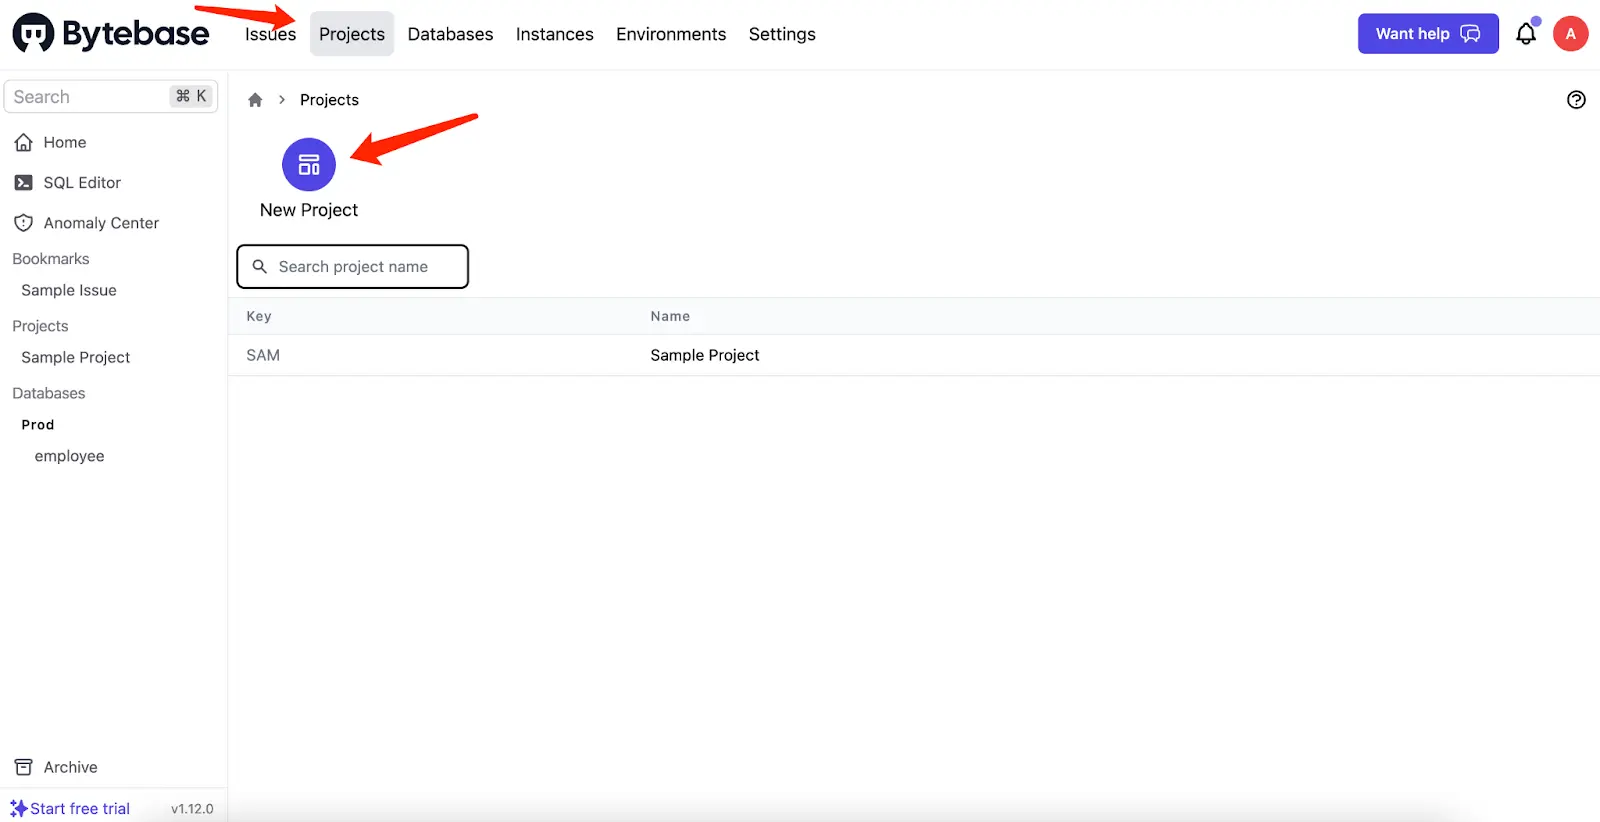 Bytebase
Issues Projects Databases Instances Environments Settings
Want help
A
Search ⌘ K
Home
SQL Editor
Anomaly Center
Bookmarks
Sample Issue
Projects
Sample Project
Databases
Prod
employee
Archive
Start free trial v1.12.0
Projects
New Project
Search project name
Key Name
SAM Sample Project